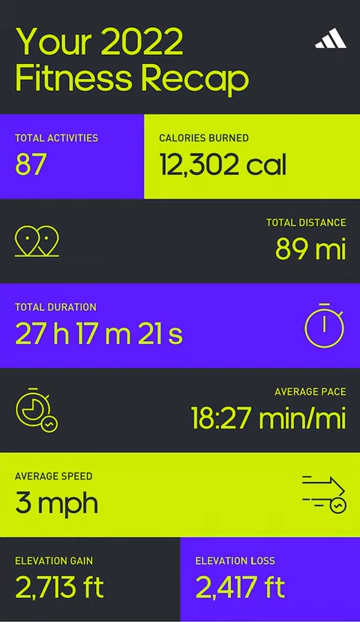 Your 2022
Fitness Recap
TOTAL ACTIVITIES
87
CALORIES BURNED
12,302 cal
TOTAL DISTANCE
89 mi
TOTAL DURATION
27 h 17 m 21 s
AVERAGE PACE
18:27 min/mi
AVERAGE SPEED
3 mph
ELEVATION GAIN
2,713 ft
ELEVATION LOSS
2,417 ft